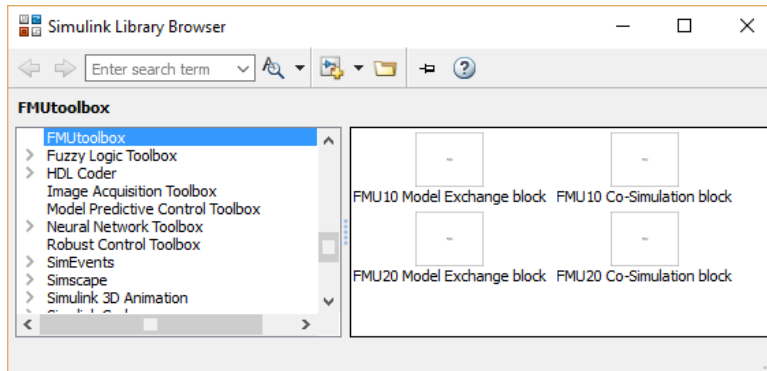 Simulink Library Browser
Enter search term
FMUtoolbox
FMUtoolbox
Fuzzy Logic Toolbox
HDL Coder
Image Acquisition Toolbox
Model Predictive Control Toolbox
Neural Network Toolbox
Robust Control Toolbox
SimEvents
Simscape
Simulink 3D Animation
FMU10 Model Exchange block FMU10 Co-Simulation block
FMU20 Model Exchange block FMU20 Co-Simulation block